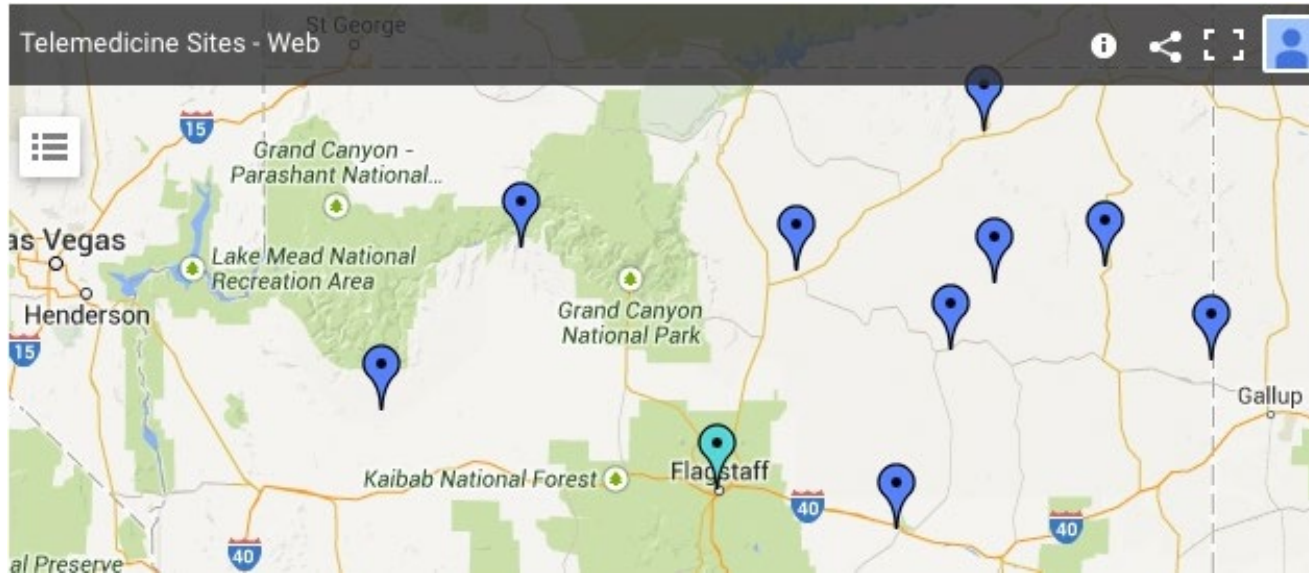 St George
Telemedicine Sites - Web
15
Grand Canyon -
Parashant National...
as Vegas
Lake Mead National
Recreation Area
Henderson
Grand Canyon
National Park
15
Gallup
Kaibab National Forest
Flagstaff
40
40
40
al Preserve